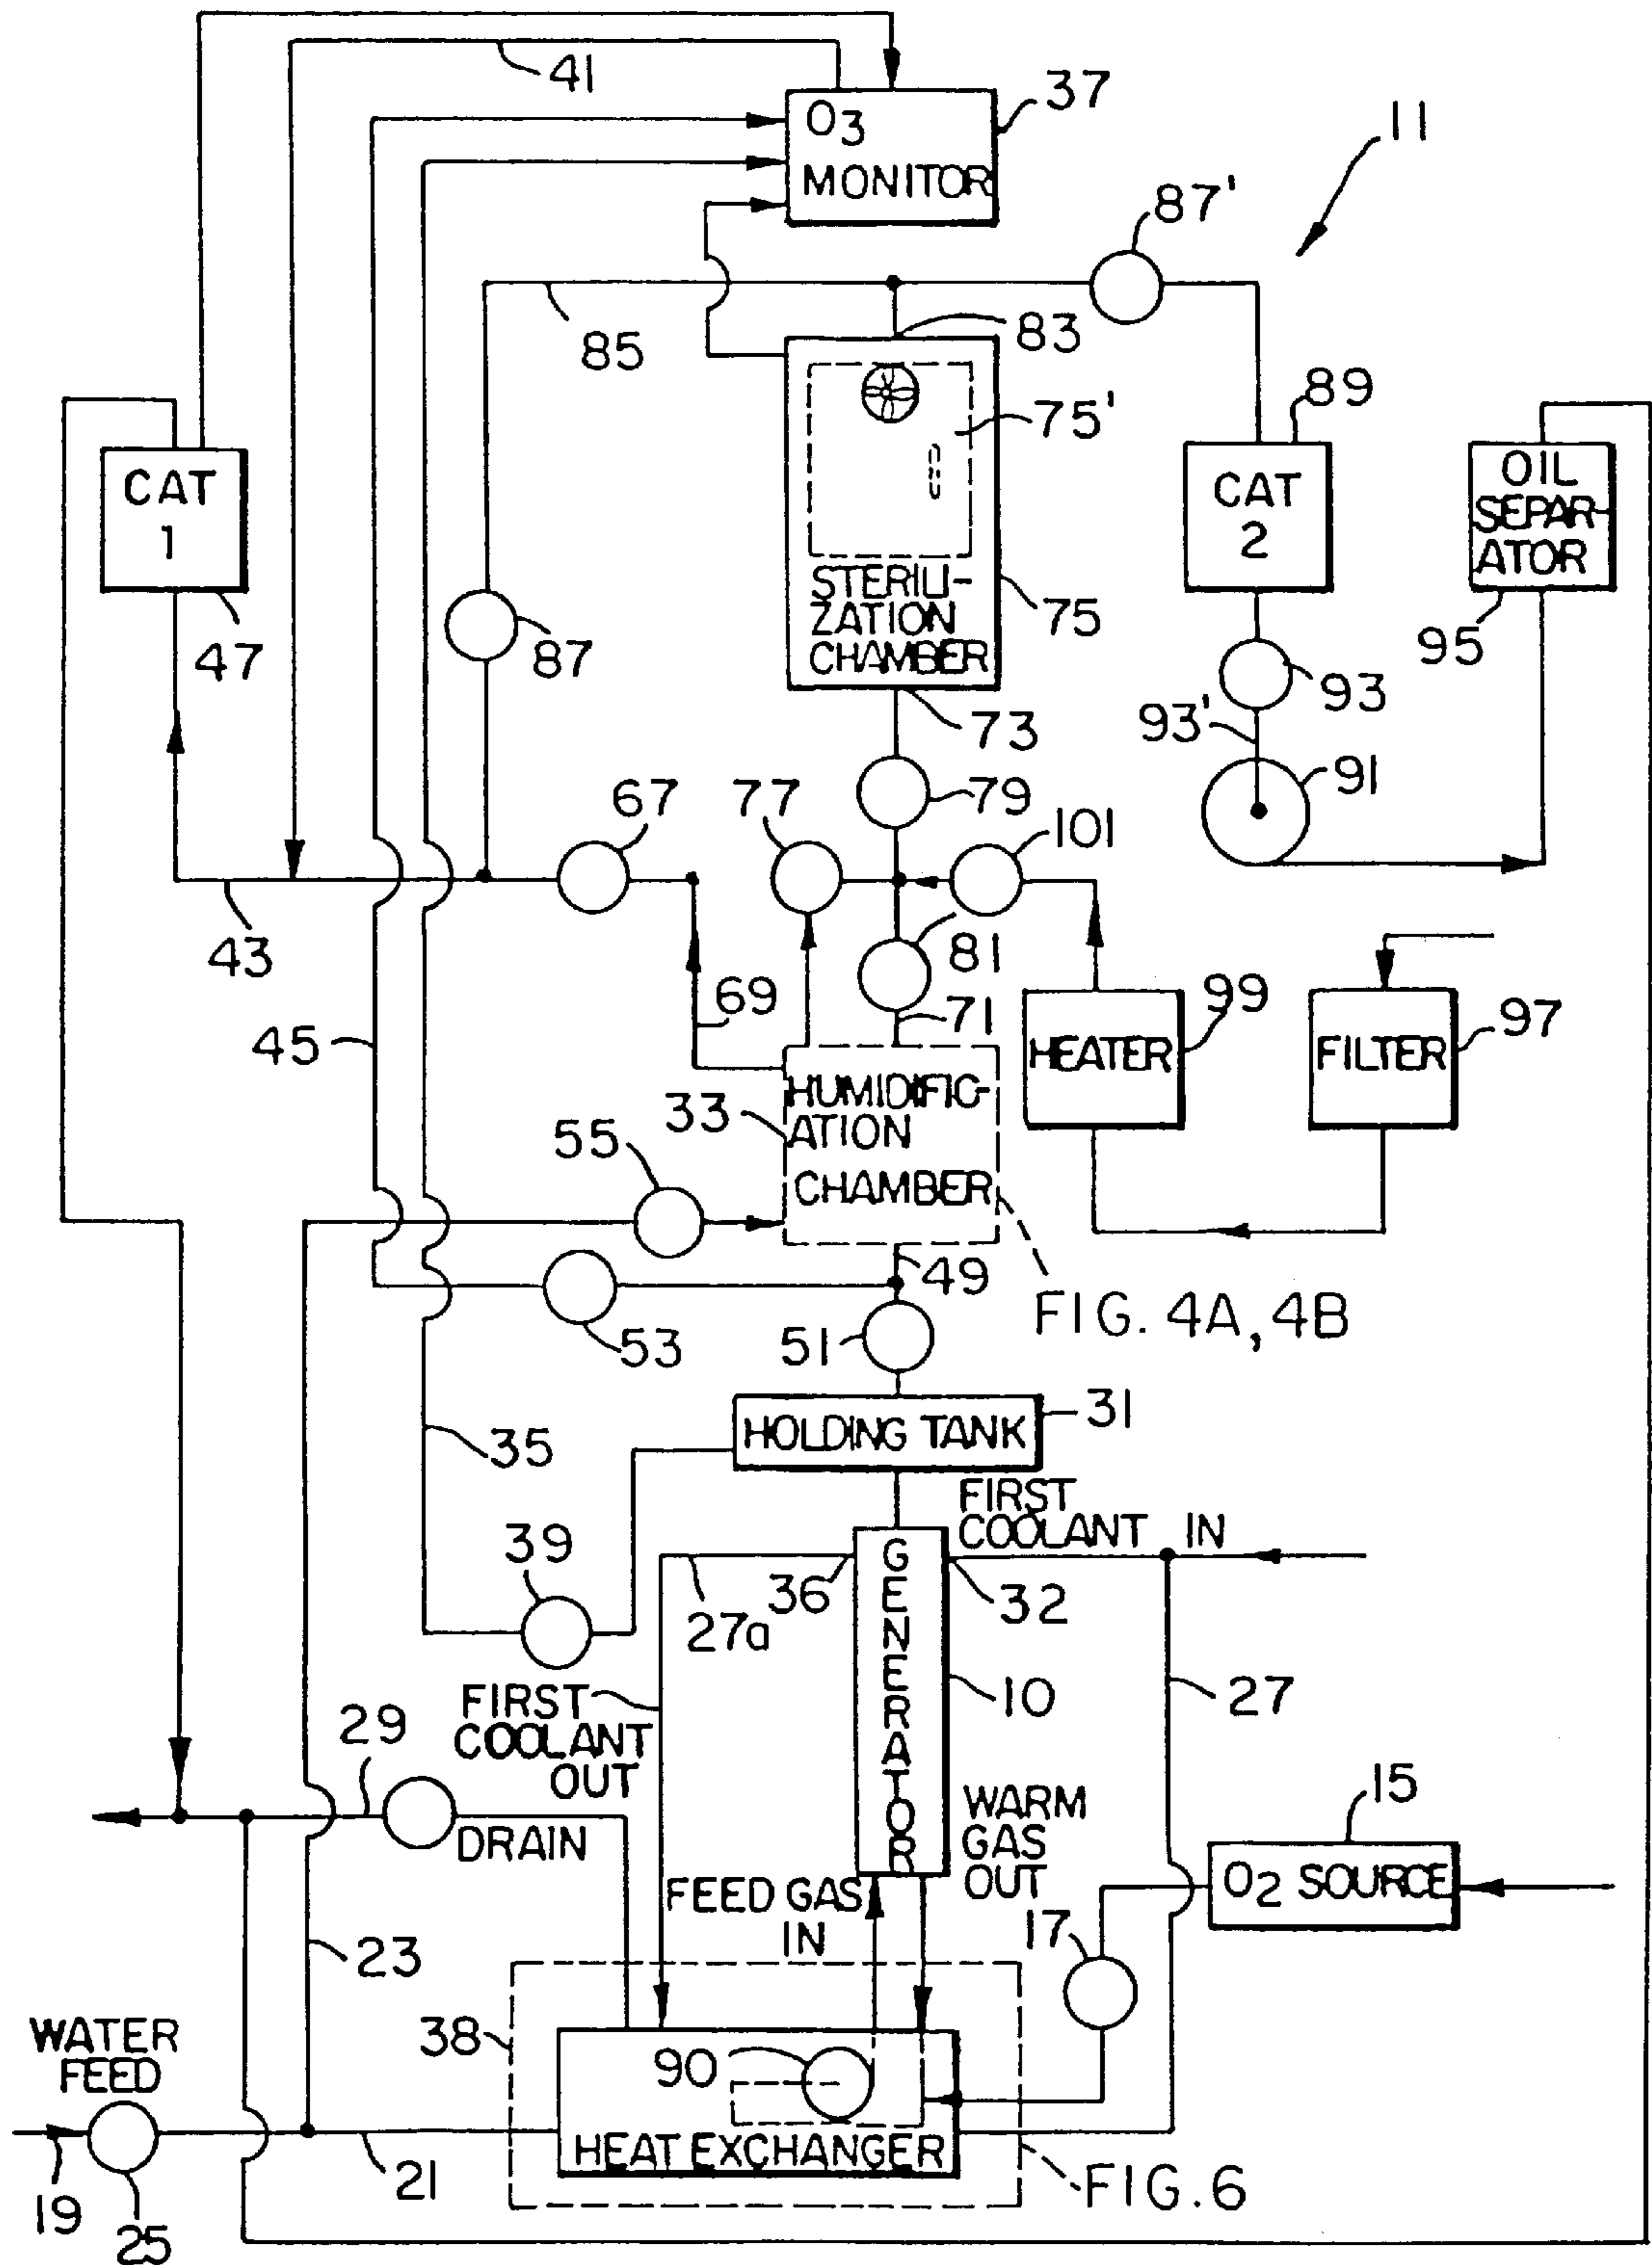 41
O3
MONITOR
37
11
87'
85
83
75'
89
CAT
1
CAT
2
OIL
SEPAR-
ATOR
STERILI-
ZATION
CHAMBER
75
47
87
93
95
73
93'
91
67
77
79
101
43
81
69
71
99
97
45
HEATER
FILTER
33
HUMIDIFIC-
ATION
CHAMBER
55
49
53
51
FIG. 4A, 4B
HOLDING TANK
31
35
FIRST
COOLANT IN
39
36
27a
32
GENERATOR
10
27
FIRST
COOLANT
OUT
29
DRAIN
WARM
GAS
OUT
15
O2 SOURCE
FEED GAS
IN
17
23
38
WATER
FEED
90
HEAT EXCHANGER
19
25
21
FIG. 6